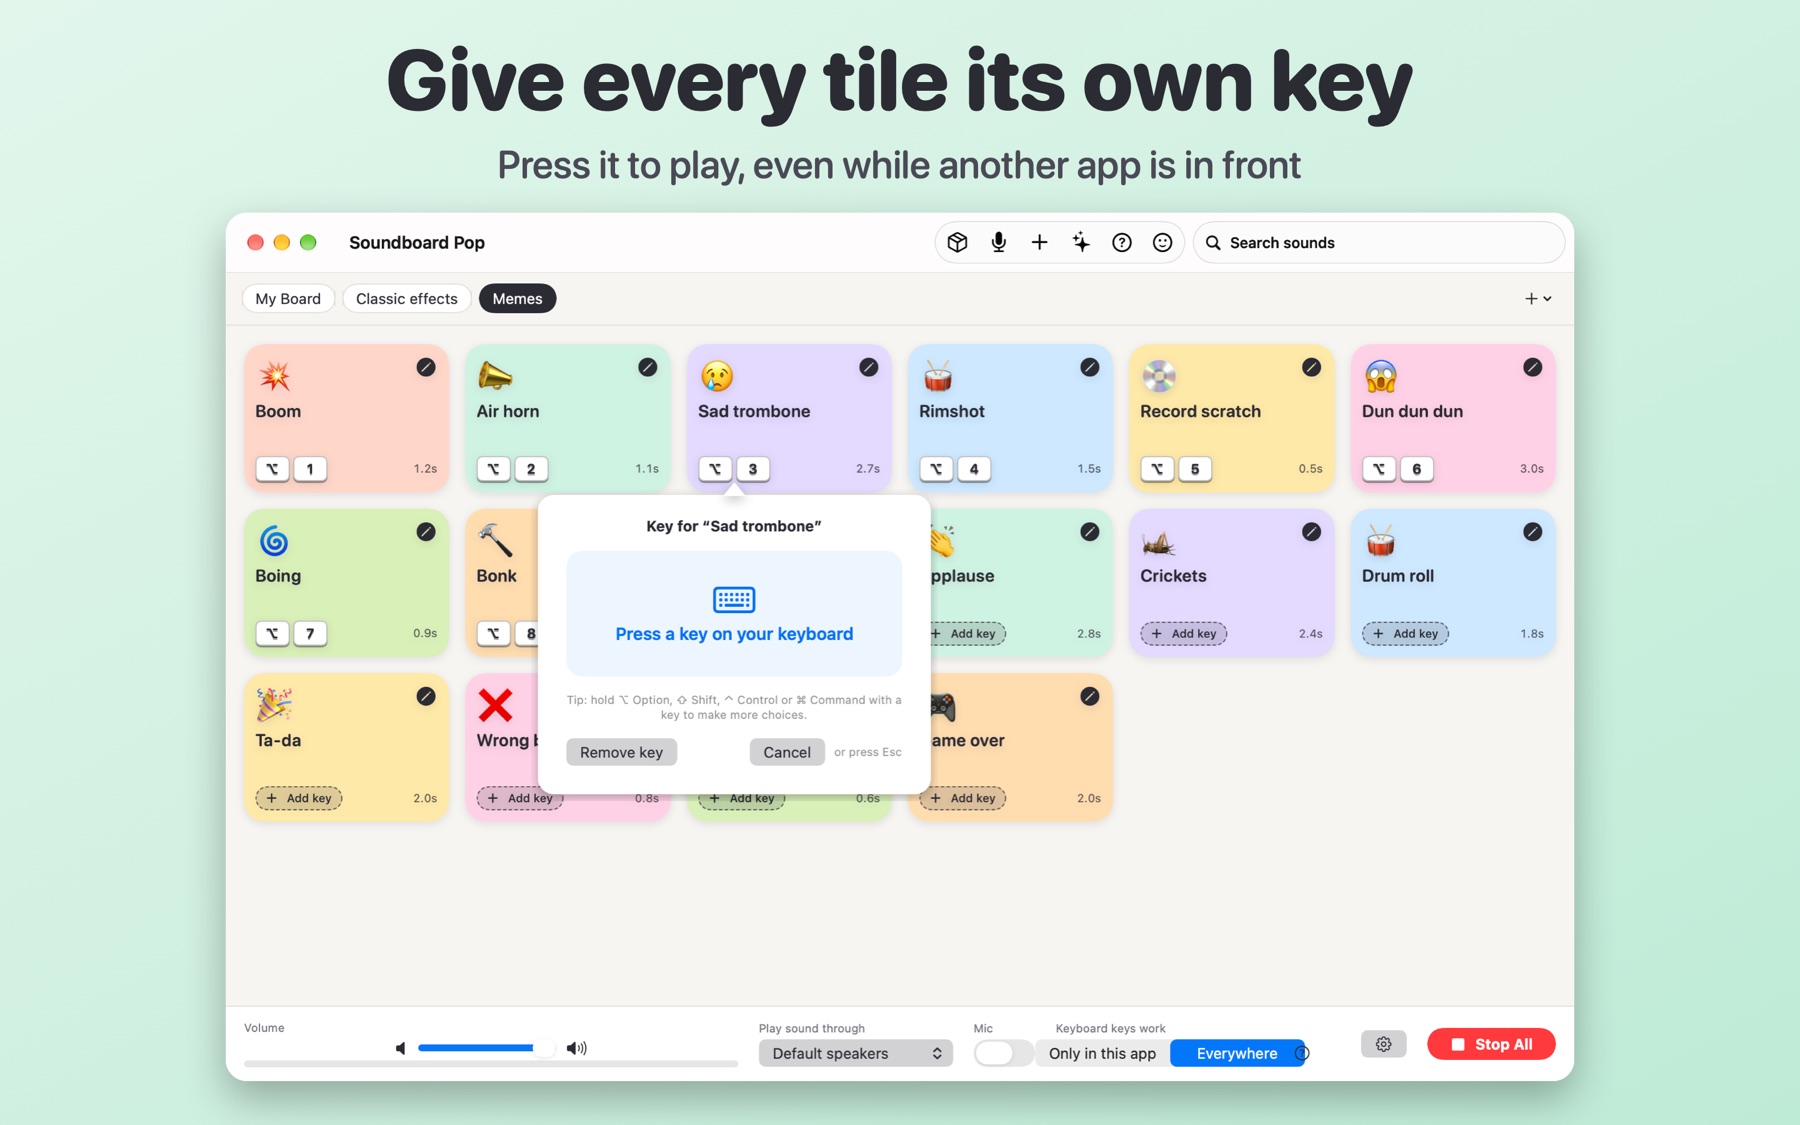 Give every tile its own key
Press it to play, even while another app is in front
Soundboard Pop
Search sounds
My Board
Classic effects
Memes
Boom
Air horn
Sad trombone
Rimshot
Record scratch
Dun dun dun
⌥ 1 1.2s
⌥ 2 1.1s
⌥ 3 2.7s
⌥ 4 1.5s
⌥ 5 0.5s
⌥ 6 3.0s
Key for “Sad trombone”
Press a key on your keyboard
Tip: hold ⌥ Option, ⇧ Shift, ^ Control or ⌘ Command with a
key to make more choices.
Remove key
Cancel
or press Esc
Boing
Bonk
pplause
Crickets
Drum roll
⌥ 7 0.9s
⌥ 8
+ Add key 2.8s
+ Add key 2.4s
+ Add key 1.8s
Ta-da
Wrong
ame over
+ Add key 2.0s
+ Add key 0.8s
+ Add key 0.6s
+ Add key 2.0s
Volume
Play sound through
Default speakers
Mic
Keyboard keys work
Only in this app
Everywhere
Stop All